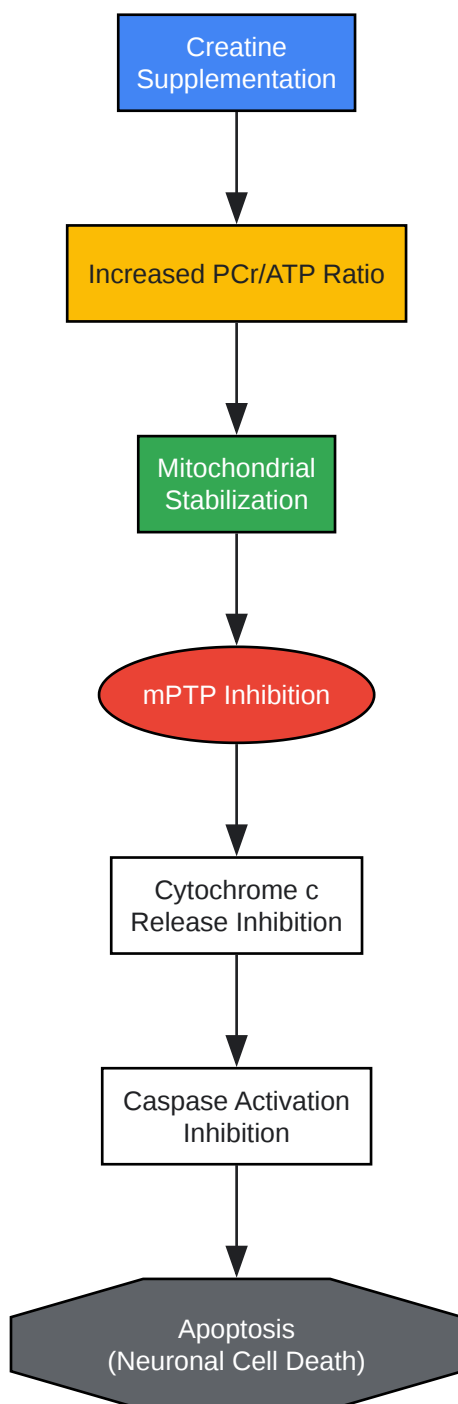 Creatine
Supplementation
Increased PCr/ATP Ratio
Mitochondrial
Stabilization
mPTP Inhibition
Cytochrome c
Release Inhibition
Caspase Activation
Inhibition
Apoptosis
(Neuronal Cell Death)